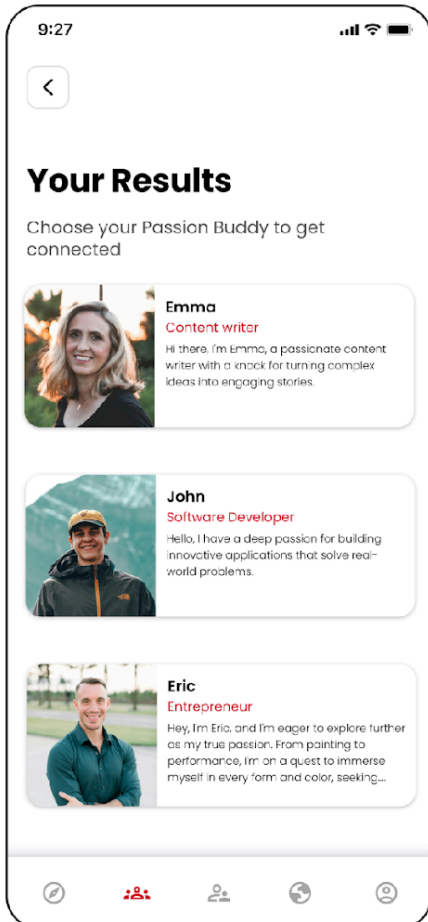 9:27
Your Results
Choose your Passion Buddy to get
connected
Emma
Content writer
Hi there, I'm Emma, a passionate content
writer with a knack for turning complex
ideas into engaging stories.
John
Software Developer
Hello, I have a deep passion for building
innovative applications that solve real-
world problems.
Eric
Entrepreneur
Hey, I'm Eric, and I'm eager to explore further
as my true passion. From painting to
performance, I'm on a quest to immerse
myself in every form and color, seeking...